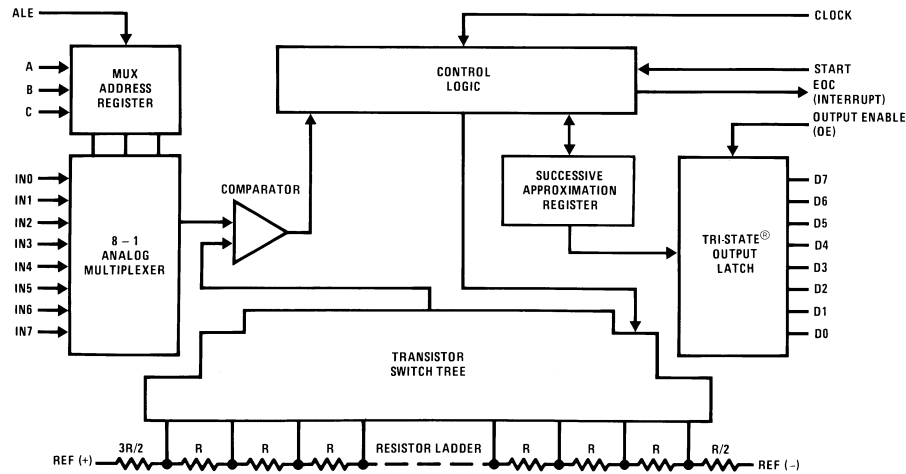 ALE
CLOCK
A
B
C
MUX
ADDRESS
REGISTER
CONTROL
LOGIC
START
EOC
(INTERRUPT)
OUTPUT ENABLE
(OE)
IN0
IN1
IN2
IN3
IN4
IN5
IN6
IN7
8 – 1
ANALOG
MULTIPLEXER
COMPARATOR
SUCCESSIVE
APPROXIMATION
REGISTER
TRI-STATE®
OUTPUT
LATCH
D7
D6
D5
D4
D3
D2
D1
D0
TRANSISTOR
SWITCH TREE
REF (+)
3R/2
R
R
R
RESISTOR LADDER
R
R
R
R/2
REF (–)